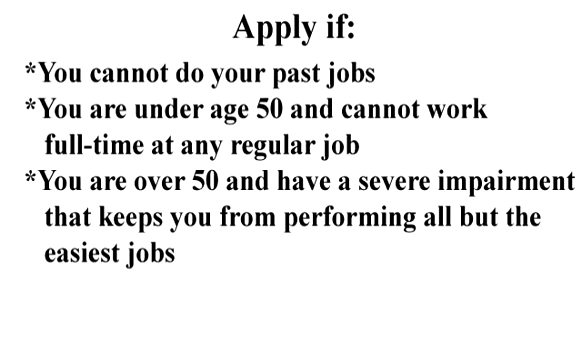 Apply if:
*You cannot do your past jobs
*You are under age 50 and cannot work
full-time at any regular job
*You are over 50 and have a severe impairment
that keeps you from performing all but the
easiest jobs